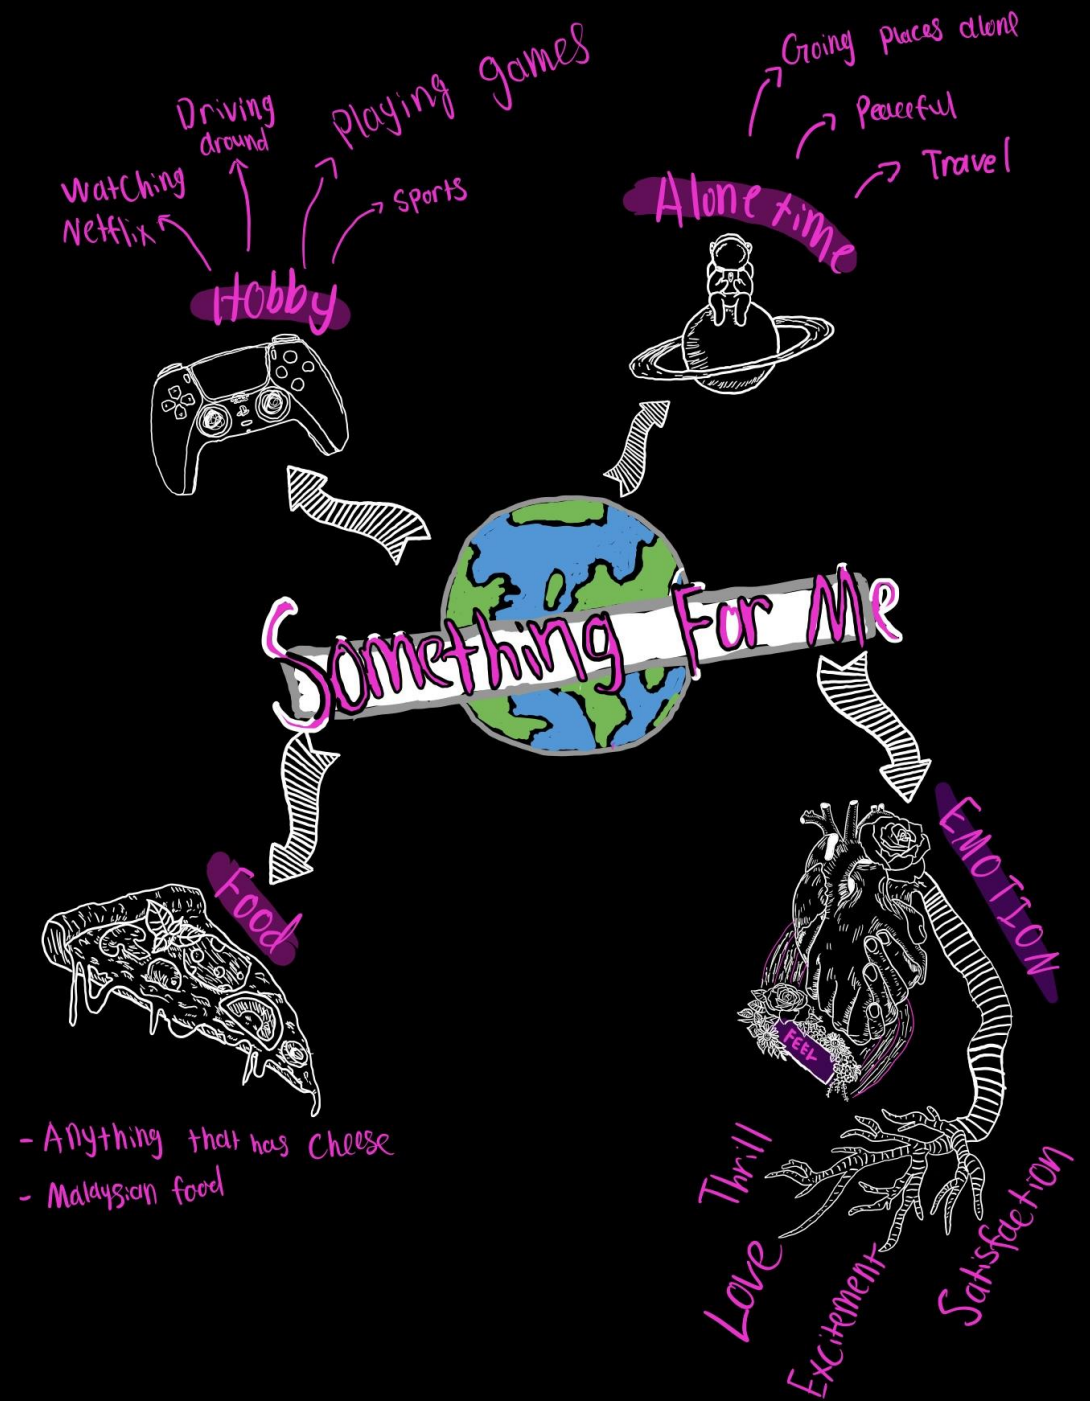 Going places alone
Playing games
Driving
around
Peaceful
Travel
Watching
Netflix
Sports
Alone time
Hobby
Something For Me
EMOTION
Food
FEEL
- Anything that has cheese
- Malaysian food
Thrill
Love
Excitement
Satisfaction